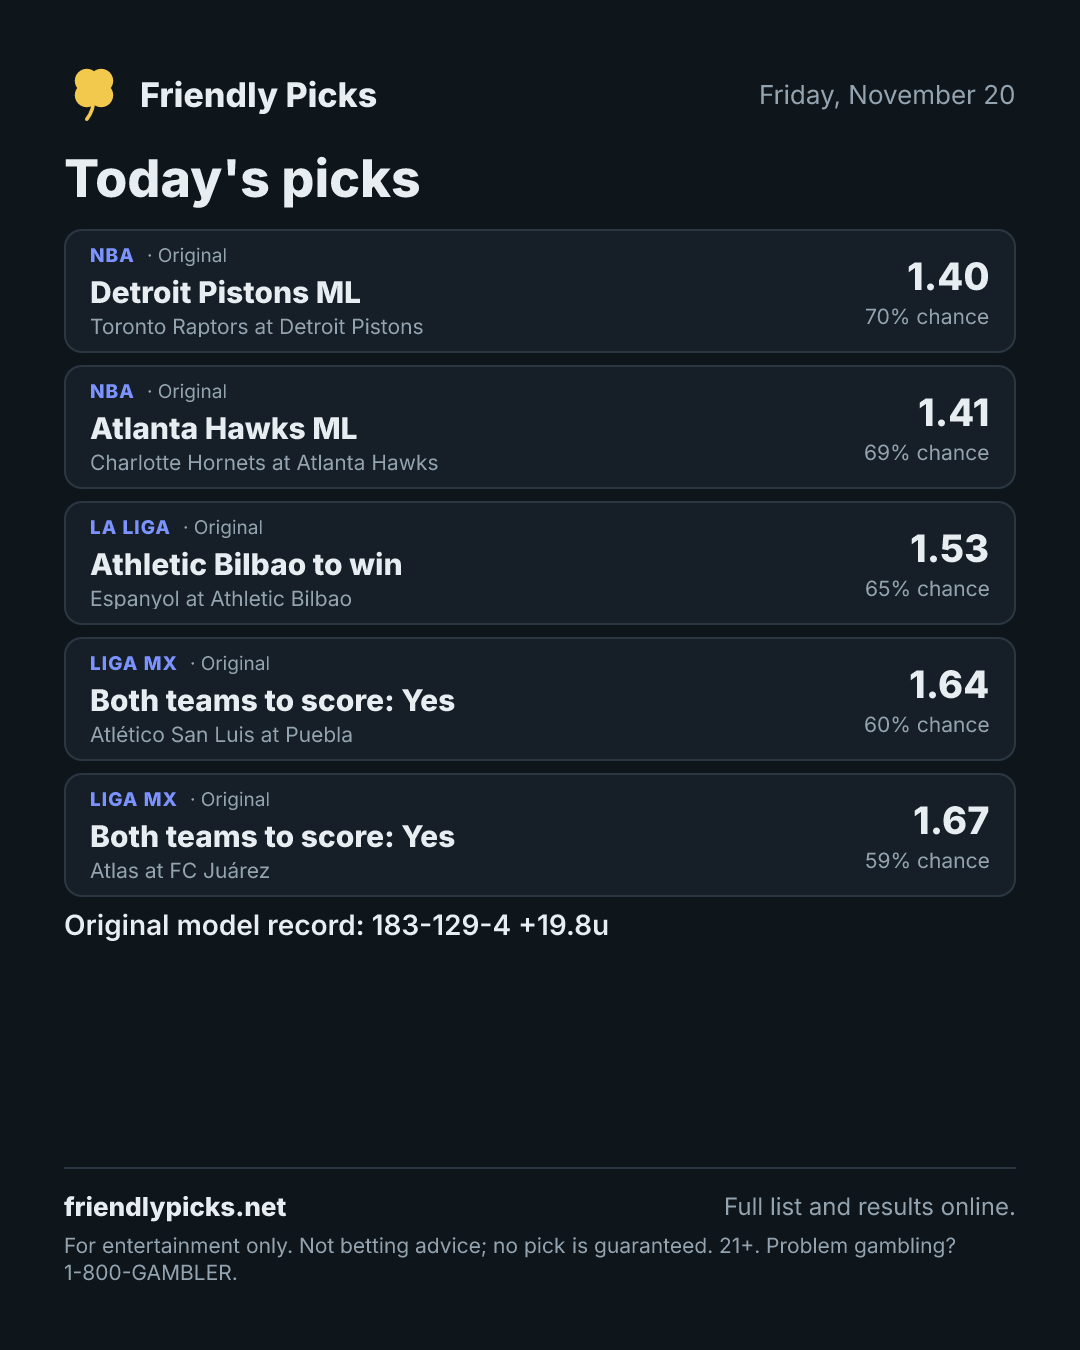 Friendly Picks
Friday, November 20
Today's picks
NBA · Original
Detroit Pistons ML
Toronto Raptors at Detroit Pistons
1.40
70% chance
NBA · Original
Atlanta Hawks ML
Charlotte Hornets at Atlanta Hawks
1.41
69% chance
LA LIGA · Original
Athletic Bilbao to win
Espanyol at Athletic Bilbao
1.53
65% chance
LIGA MX · Original
Both teams to score: Yes
Atlético San Luis at Puebla
1.64
60% chance
LIGA MX · Original
Both teams to score: Yes
Atlas at FC Juárez
1.67
59% chance
Original model record: 183-129-4 +19.8u
friendlypicks.net
Full list and results online.
For entertainment only. Not betting advice; no pick is guaranteed. 21+. Problem gambling?
1-800-GAMBLER.